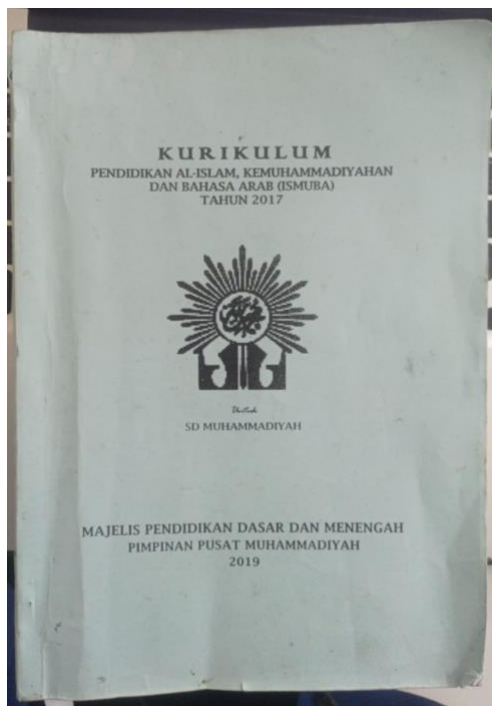 KURIKULUM
PENDIDIKAN AL-ISLAM, KEMUHAMMADIYAHAN
DAN BAHASA ARAB (ISMUBA)
TAHUN 2017
Untuk
SD MUHAMMADIYAH
MAJELIS PENDIDIKAN DASAR DAN MENENGAH
PIMPINAN PUSAT MUHAMMADIYAH
2019